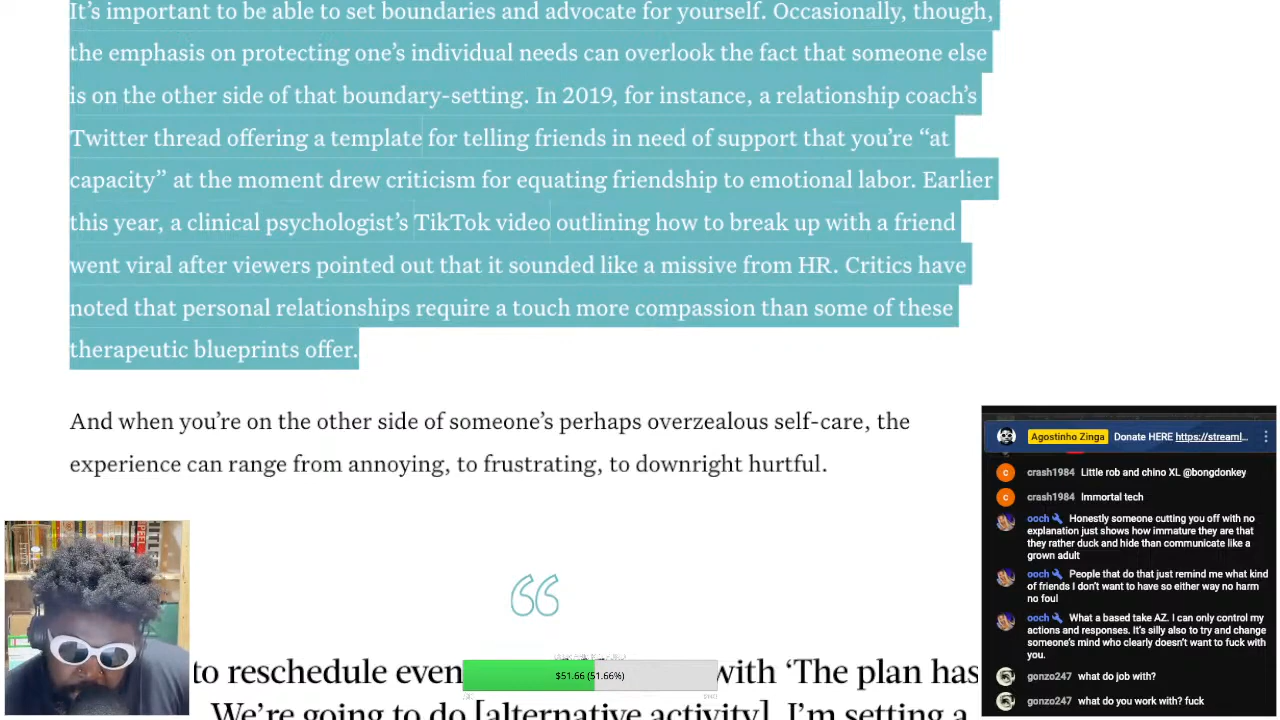 It's important to be able to set boundaries and advocate for yourself. Occasionally, though,
the emphasis on protecting one's individual needs can overlook the fact that someone else
is on the other side of that boundary-setting. In 2019, for instance, a relationship coach's
Twitter thread offering a template for telling friends in need of support that you're “at
capacity” at the moment drew criticism for equating friendship to emotional labor. Earlier
this year, a clinical psychologist's TikTok video outlining how to break up with a friend
went viral after viewers pointed out that it sounded like a missive from HR. Critics have
noted that personal relationships require a touch more compassion than some of these
therapeutic blueprints offer.
And when you're on the other side of someone's perhaps overzealous self-care, the
experience can range from annoying, to frustrating, to downright hurtful.
“
to reschedule even with ‘The plan has
We're going to do [alternative activity]. I'm setting a
$51.66 (51.66%)
Agostinho Zinga Donate HERE https://streaml...
crash1984 Little rob and chino XL @bongdonkey
crash1984 Immortal tech
ooch Honestly someone cutting you off with no
explanation just shows how immature they are that
they rather duck and hide than communicate like a
grown adult
ooch People that do that just remind me what kind
of friends I don't want to have so either way no harm
no foul
ooch What a based take AZ. I can only control my
actions and responses. It's silly also to try and change
someone's mind who clearly doesn't want to fuck with
you.
gonzo247 what do job with?
gonzo247 what do you work with? fuck